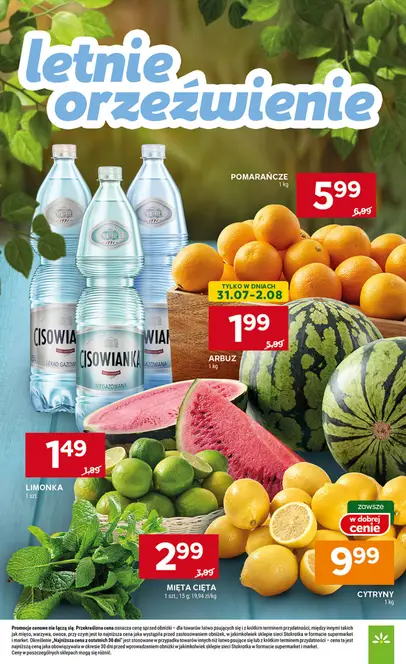 letnie
orzeźwienie
POMARAŃCZE
1 kg
5.99
6,99
TYLKO W DNIACH
31.07-2.08
1.99
5,99
ARBUZ
1 kg
CISOWIANKA
NIEGAZOWANA
1.49
1,89
LIMONKA
1 szt.
2.99
3,99
MIĘTA CIĘTA
1 szt., 15 g; 19,94 zł/kg
zawsze
w dobrej
cenie
9.99
CYTRYNY
1 kg
Promocje cenowe nie łączą się. Przekreślona cena oznacza cenę sprzed obniżki - dla towarów łatwo psujących się i z krótkim terminem przydatności, między innymi takich
jak mięso, warzywa, owoce, przy czym jest to najniższa cena jaka występuje przed zastosowaniem obniżek, w jakimkolwiek sklepie sieci Stokrotka w formacie supermarket
i market. Określenie „Najniższa cena z ostatnich 30 dni" jest stosowane w przypadku towarów innych niż łatwo psujące się lub z krótkim terminem przydatności - cena jest
najniższą ceną jaka obowiązywała w okresie 30 dni przed wprowadzeniem obniżki w jakimkolwiek sklepie sieci Stokrotka w formacie supermarket i market.
Ceny w poszczególnych sklepach mogą się różnić.